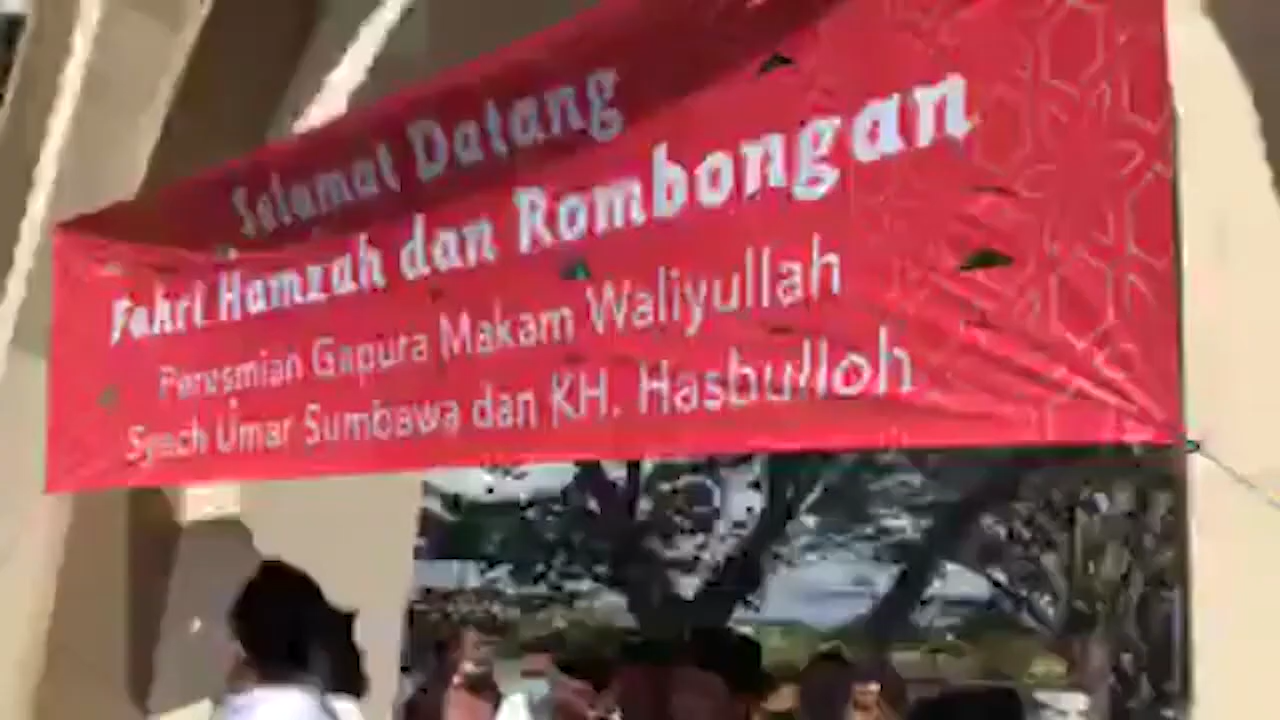 Selamat Datang
Fahri Hamzah dan Rombongan
Peresmian Gapura Makam Waliyullah
Syech Umar Sumbawa dan KH. Hasbulloh